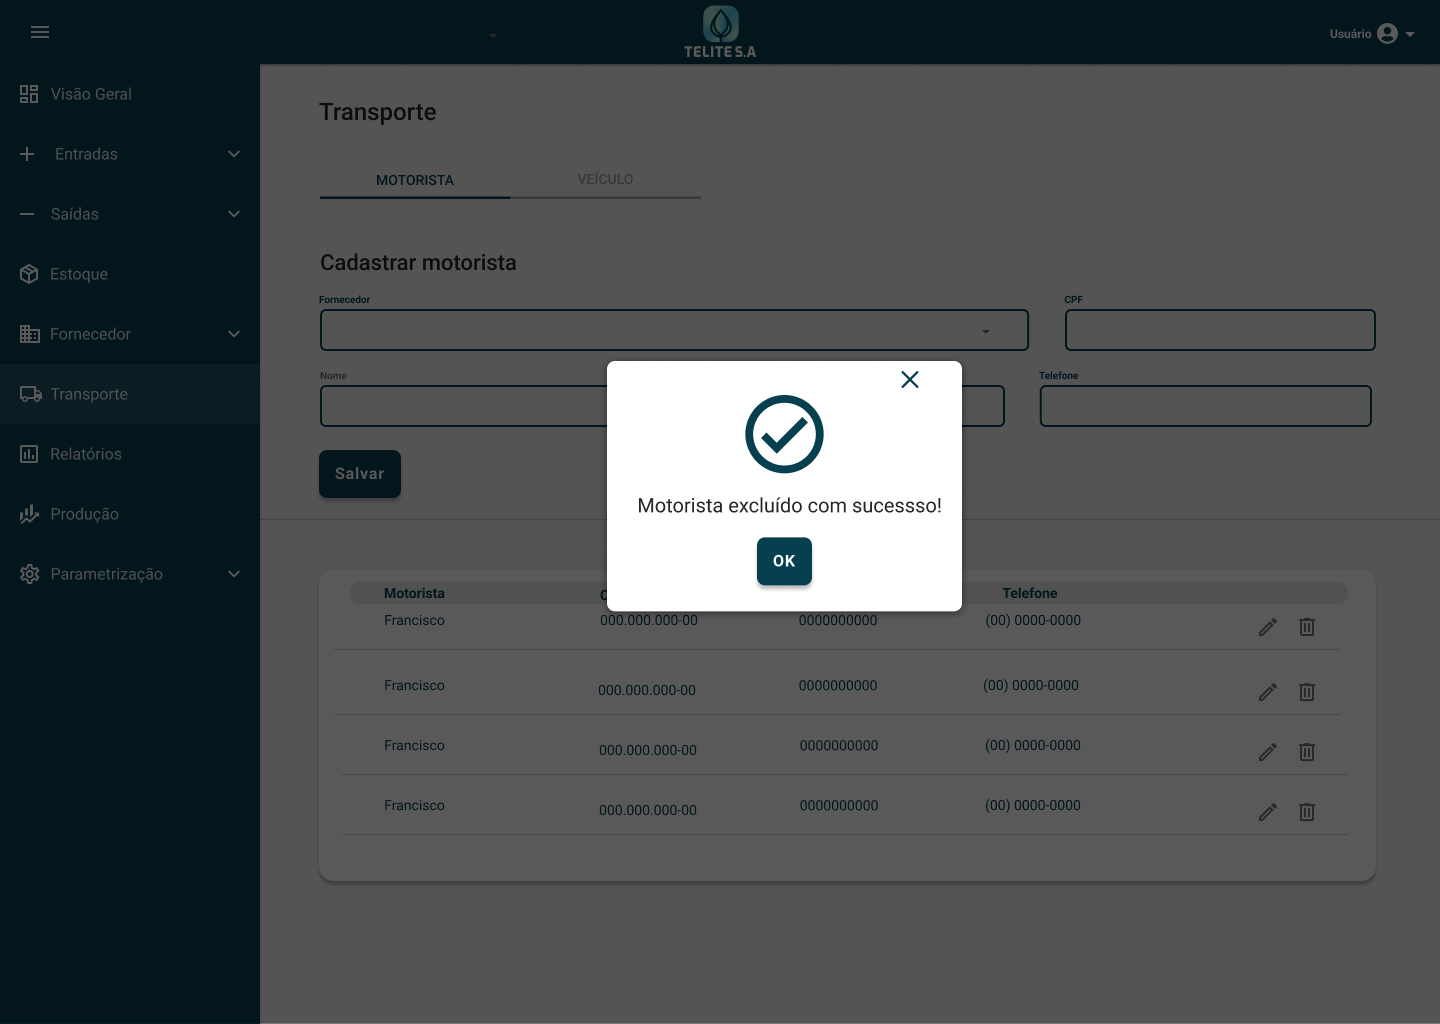 TELITE S.A
Usuário
Visão Geral
Entradas
Saídas
Estoque
Fornecedor
Transporte
Relatórios
Produção
Parametrização
Transporte
MOTORISTA VEÍCULO
Cadastrar motorista
Fornecedor CPF
Nome Telefone
Salvar
Motorista excluído com sucessso!
OK
Motorista Telefone
Francisco 000.000.000-00 0000000000 (00) 0000-0000
Francisco 000.000.000-00 0000000000 (00) 0000-0000
Francisco 000.000.000-00 0000000000 (00) 0000-0000
Francisco 000.000.000-00 0000000000 (00) 0000-0000